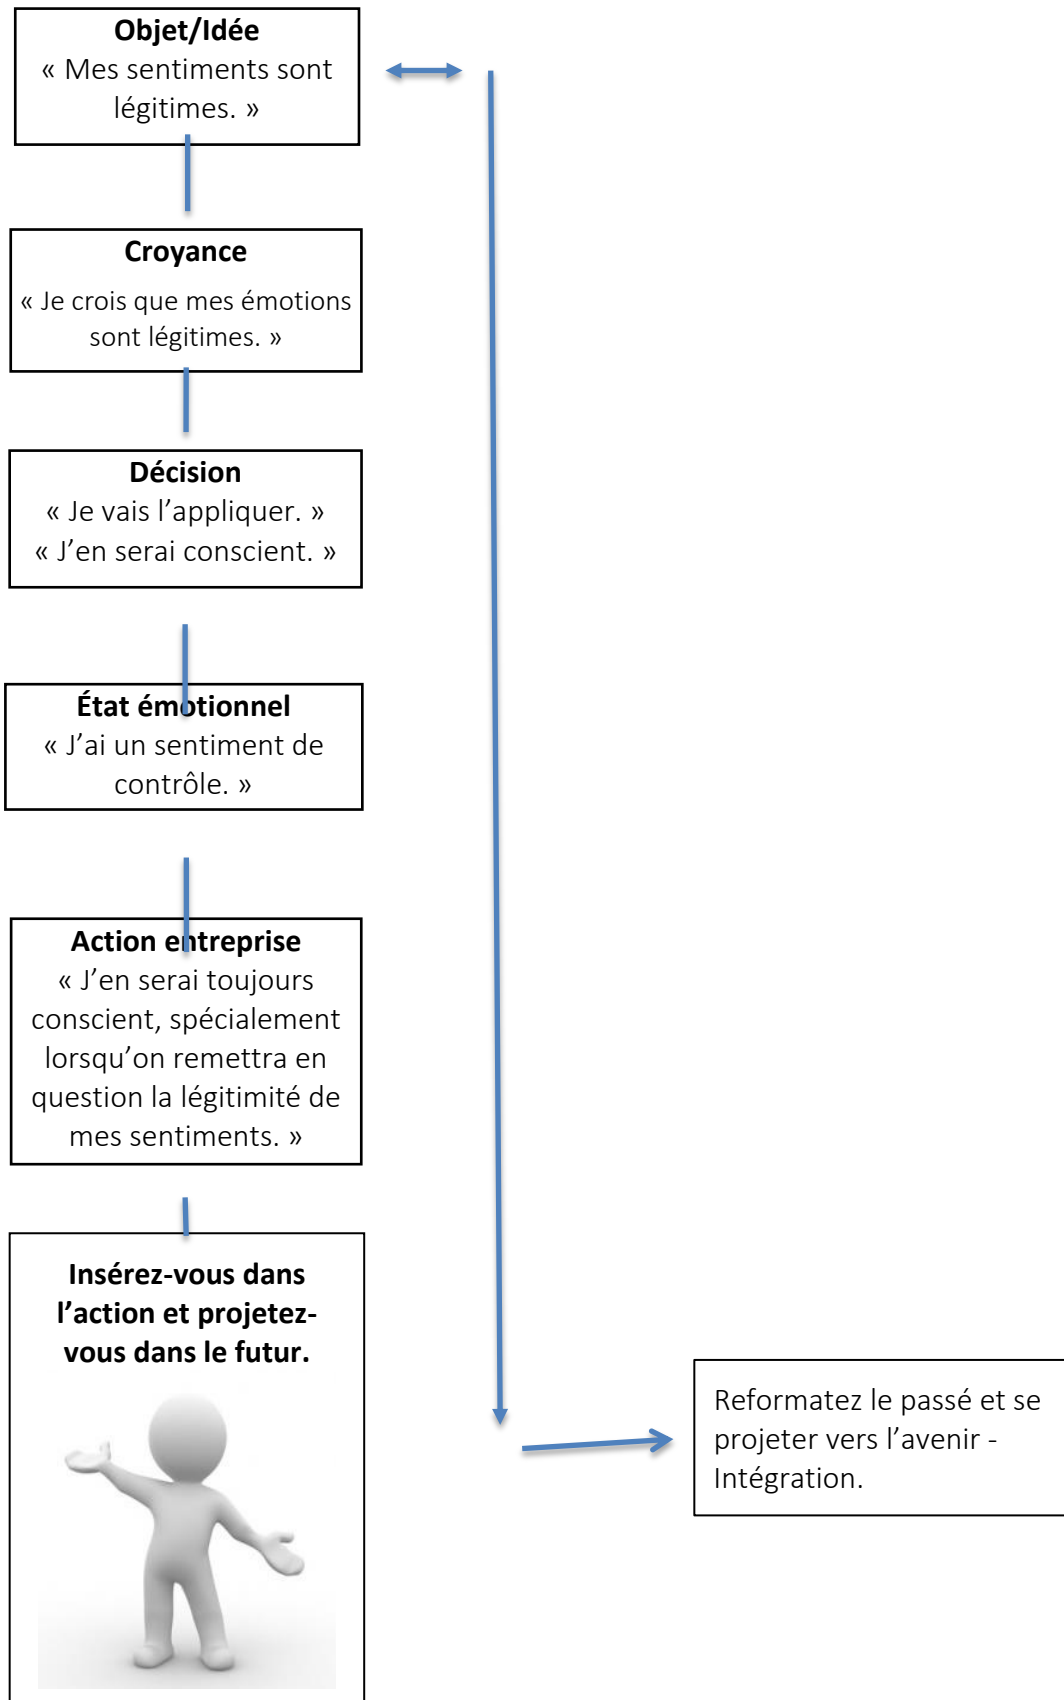 Objet/Idée
« Mes sentiments sont
légitimes. »
Croyance
« Je crois que mes émotions
sont légitimes. »
Décision
« Je vais l’appliquer. »
« J’en serai conscient. »
État émotionnel
« J’ai un sentiment de
contrôle. »
Action entreprise
« J’en serai toujours
conscient, spécialement
lorsqu’on remettra en
question la légitimité de
mes sentiments. »
Insérez-vous dans
l’action et projetez-
vous dans le futur.
Reformatez le passé et se
projeter vers l’avenir -
Intégration.